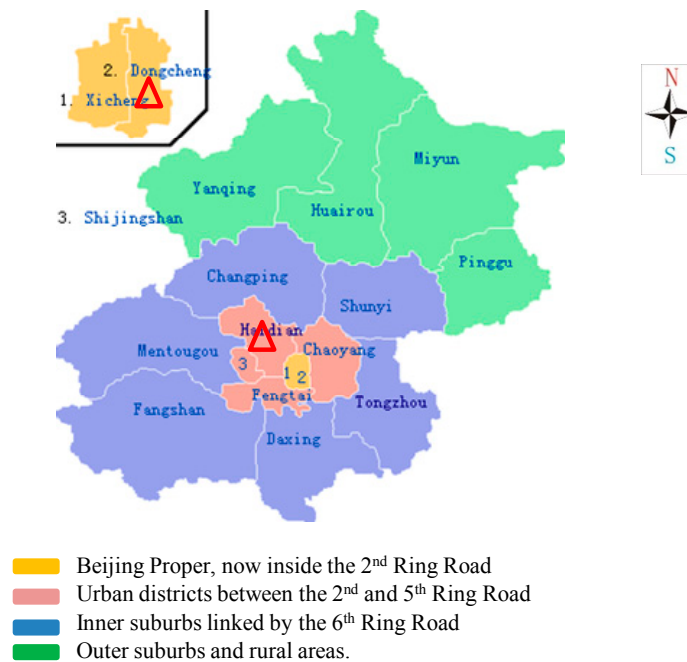 2. Dongcheng
1. Xicheng
N
S
Miyun
Yanqing
Huairou
3. Shijingshan
Pinggu
Changping
Shunyi
Haidian
Mentougou
Chaoyang
3
1 2
Fengtai
Fangshan
Tongzhou
Daxing
Beijing Proper, now inside the 2nd Ring Road
Urban districts between the 2nd and 5th Ring Road
Inner suburbs linked by the 6th Ring Road
Outer suburbs and rural areas.